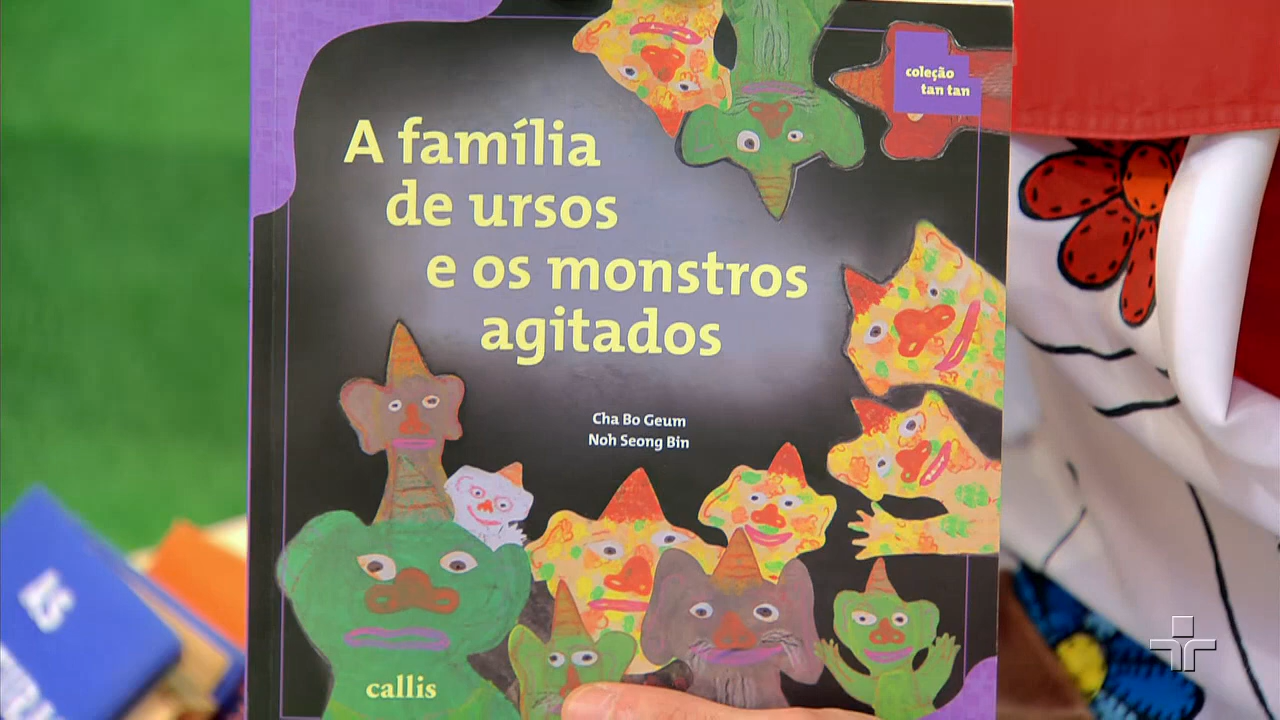 coleção
tan tan
A família
de ursos
e os monstros
agitados
Cha Bo Geum
Noh Seong Bin
callis